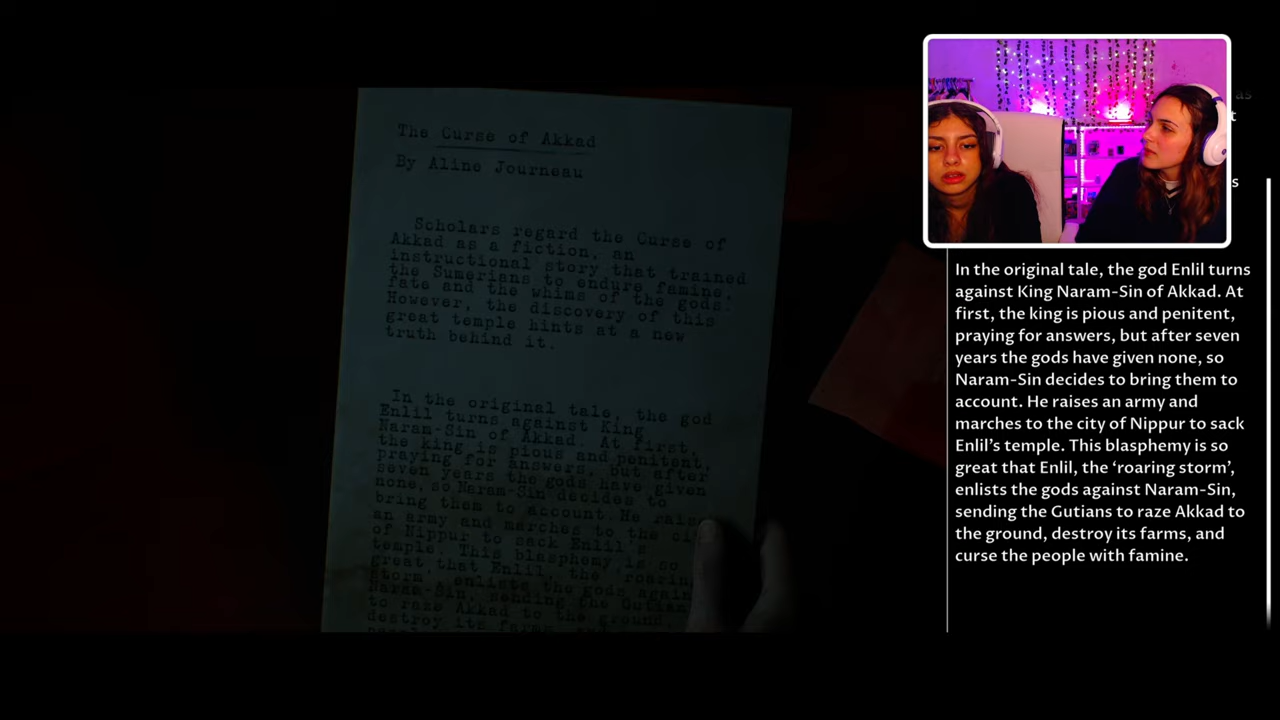 The Curse of Akkad
By Aline Journeau
Scholars regard the Curse of
Akkad as a fiction, an
instructional story that trained
the Sumerians to endure famine,
fate and the whims of the gods.
However, the discovery of this
great temple hints at a new
truth behind it.
In the original tale, the god
Enlil turns against King
Naram-Sin of Akkad. At first,
the king is pious and penitent,
praying for answers, but after
seven years the gods have given
none, so Naram-Sin decides to
bring them to account. He raises
an army and marches to the
of Nippur to sack Enlil's
temple. This blasphemy is so
great that Enlil, the 'roaring
storm', enlists the gods
Naram-Sin, sending the Gutians
to raze Akkad to the ground,
destroy its farms, and
as
t
s
In the original tale, the god Enlil turns
against King Naram-Sin of Akkad. At
first, the king is pious and penitent,
praying for answers, but after seven
years the gods have given none, so
Naram-Sin decides to bring them to
account. He raises an army and
marches to the city of Nippur to sack
Enlil's temple. This blasphemy is so
great that Enlil, the 'roaring storm',
enlists the gods against Naram-Sin,
sending the Gutians to raze Akkad to
the ground, destroy its farms, and
curse the people with famine.